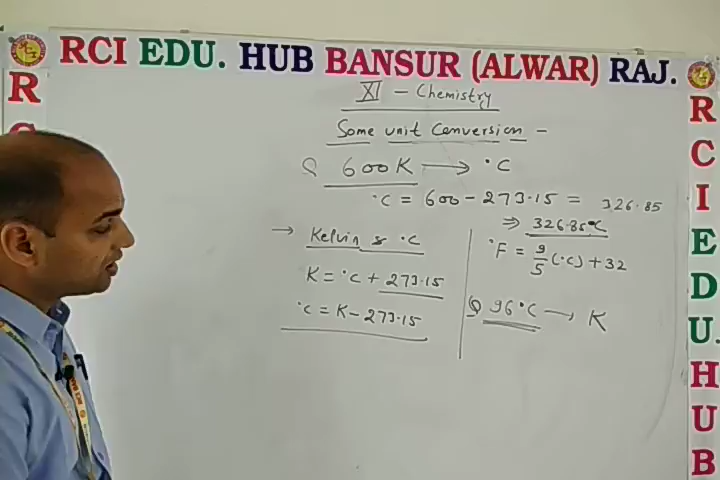 RCI EDU. HUB BANSUR (ALWAR) RAJ.
XI - Chemistry
Some unit Conversion -
Q 600K → °C
°C = 600 - 273.15 = 326.85
⇒ 326.85°C
→ Kelvin & °C
K = °C + 273.15
°C = K - 273.15
°F = 9/5 (°C) + 32
Q 96°C → K
R
C
R
C
I
E
D
U.
H
U
B